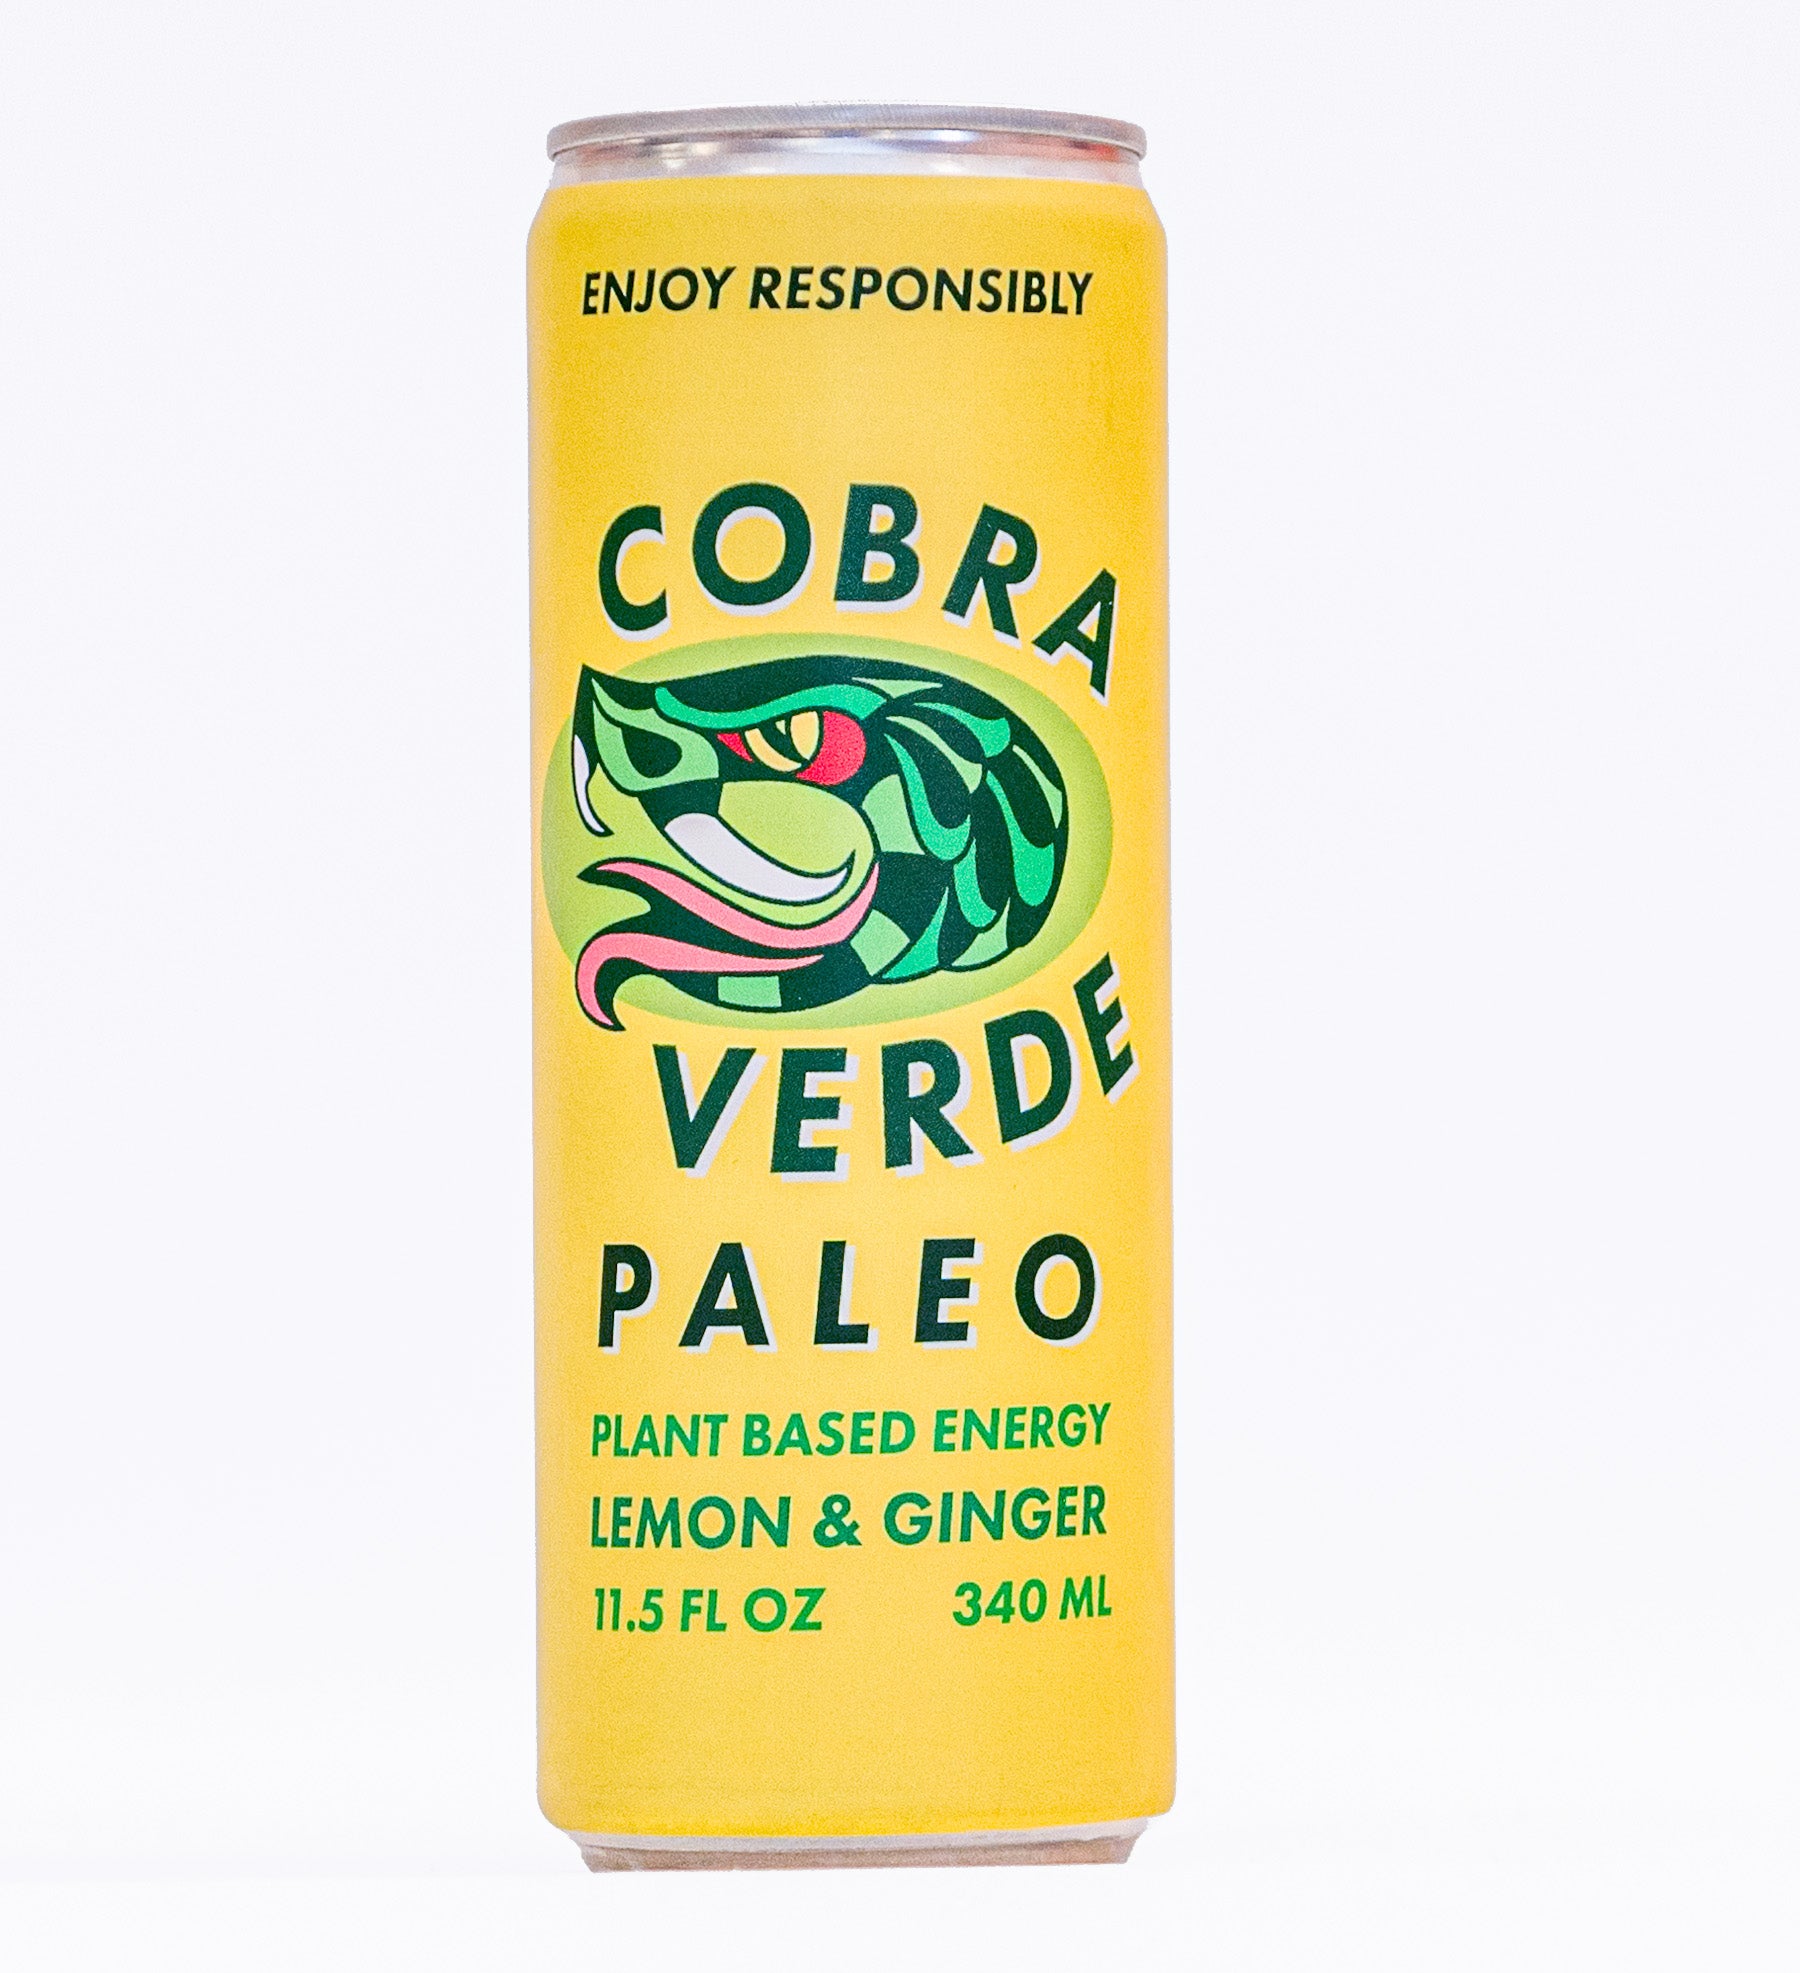 ENJOY RESPONSIBLY
COBRA
VERDE
PALEO
PLANT BASED ENERGY
LEMON & GINGER
11.5 FL OZ 340 ML